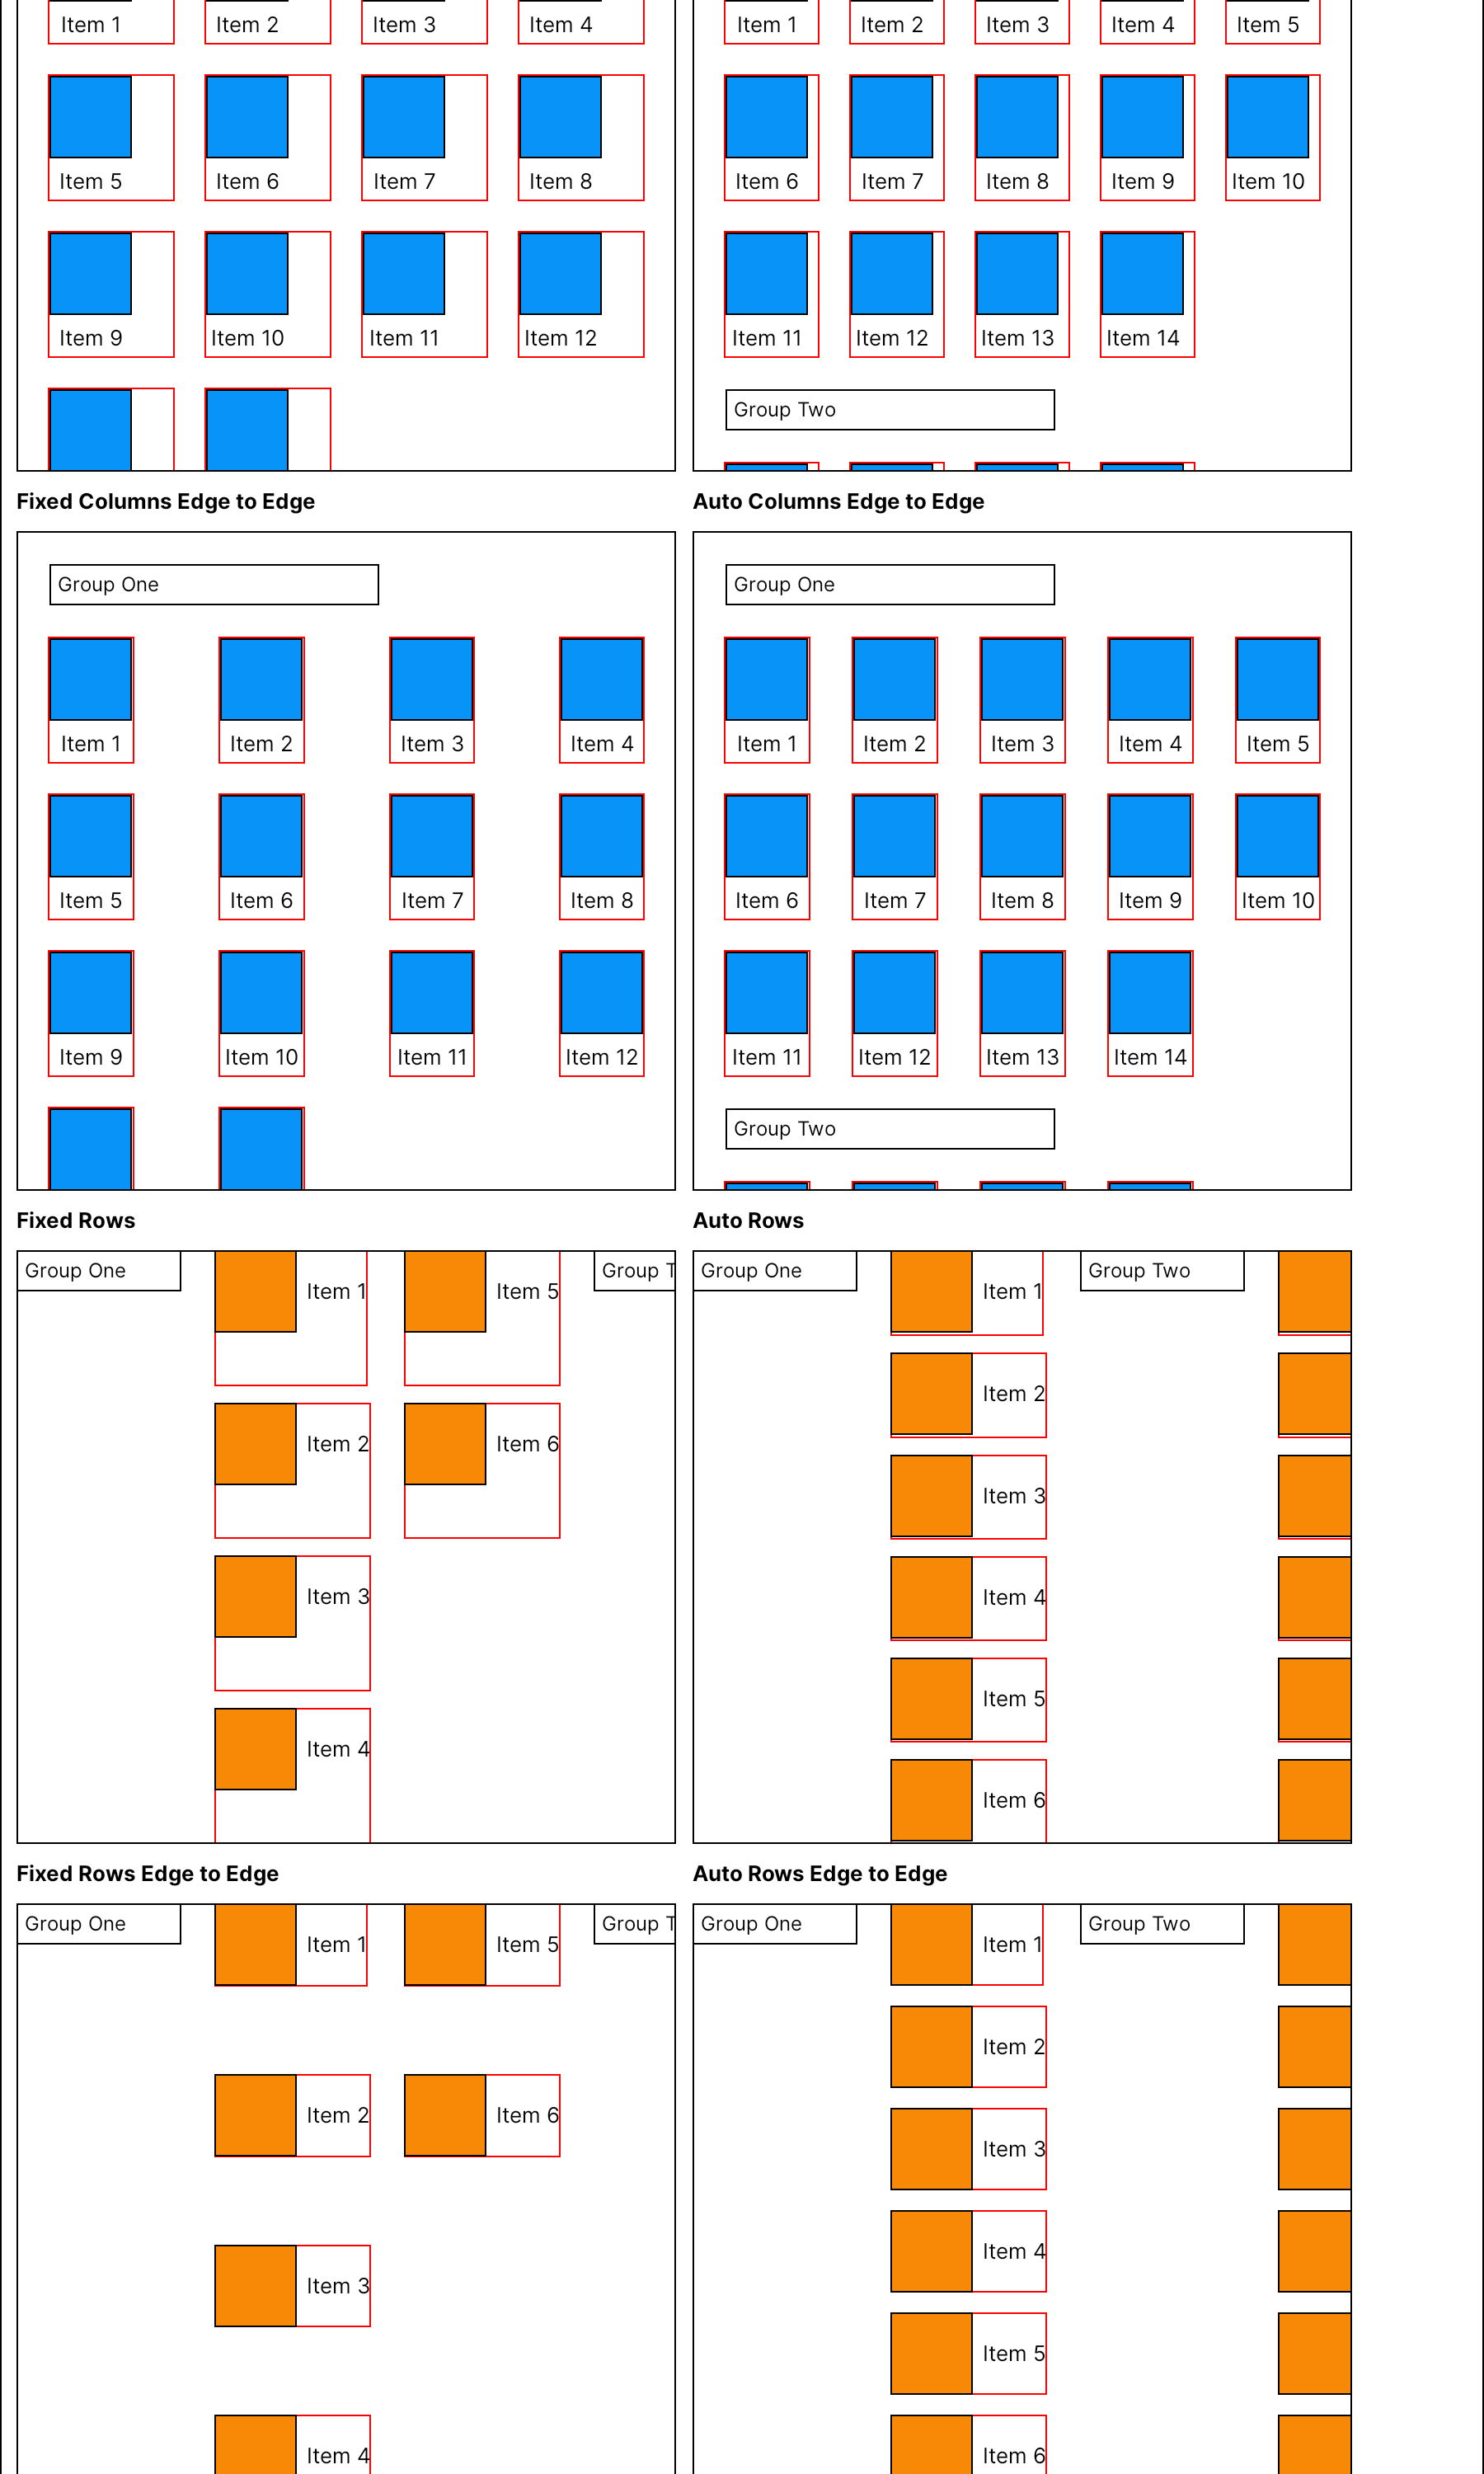 Item 1 Item 2 Item 3 Item 4
Item 5 Item 6 Item 7 Item 8
Item 9 Item 10 Item 11 Item 12
Item 1 Item 2 Item 3 Item 4 Item 5
Item 6 Item 7 Item 8 Item 9 Item 10
Item 11 Item 12 Item 13 Item 14
Group Two
Fixed Columns Edge to Edge
Group One
Item 1 Item 2 Item 3 Item 4
Item 5 Item 6 Item 7 Item 8
Item 9 Item 10 Item 11 Item 12
Auto Columns Edge to Edge
Group One
Item 1 Item 2 Item 3 Item 4 Item 5
Item 6 Item 7 Item 8 Item 9 Item 10
Item 11 Item 12 Item 13 Item 14
Group Two
Fixed Rows
Group One Item 1 Item 5 Group T
Item 2 Item 6
Item 3
Item 4
Auto Rows
Group One Item 1 Group Two
Item 2
Item 3
Item 4
Item 5
Item 6
Fixed Rows Edge to Edge
Group One Item 1 Item 5 Group T
Item 2 Item 6
Item 3
Item 4
Auto Rows Edge to Edge
Group One Item 1 Group Two
Item 2
Item 3
Item 4
Item 5
Item 6